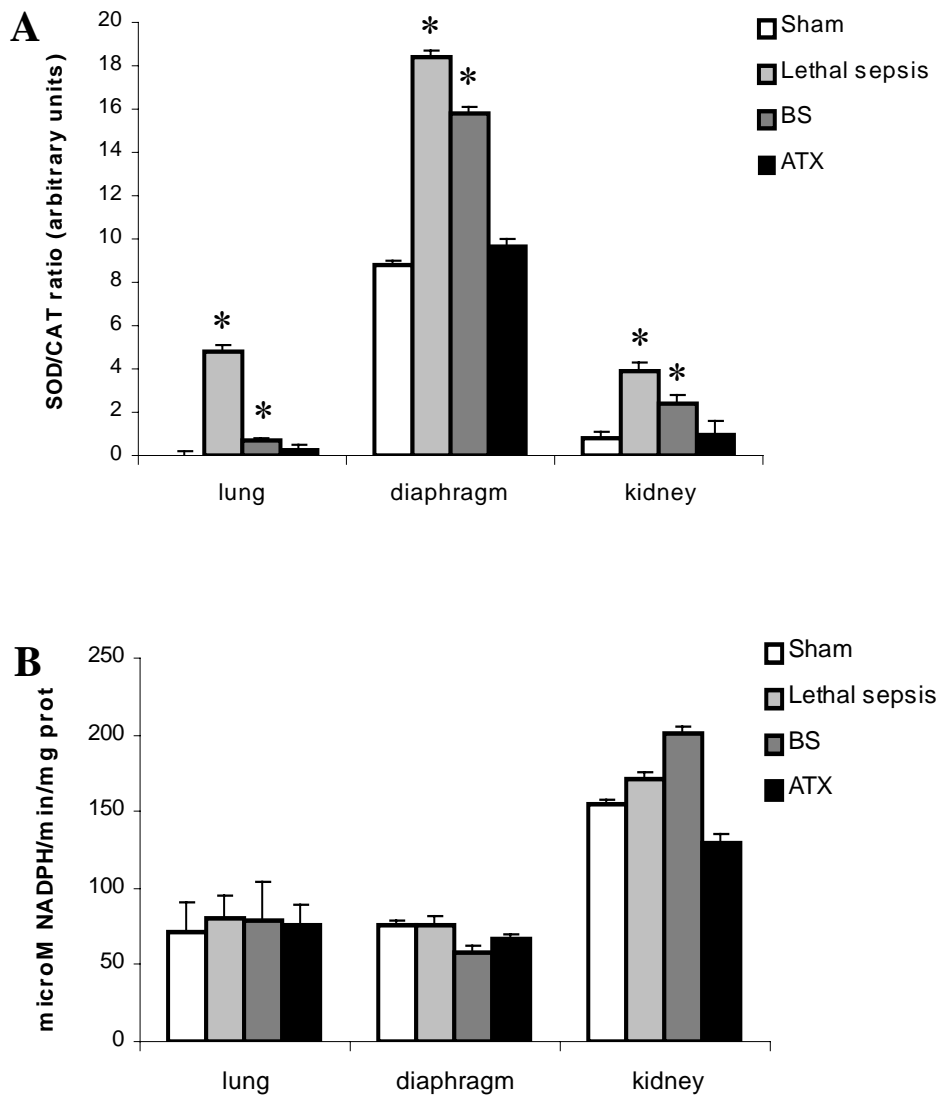 A
SOD/CAT ratio (arbitrary units)
20
18
16
14
12
10
8
6
4
2
0
* * * * * *
lung diaphragm kidney
Sham
Lethal sepsis
BS
ATX
B
microM NADPH/min/mg prot
250
200
150
100
50
0
lung diaphragm kidney
Sham
Lethal sepsis
BS
ATX